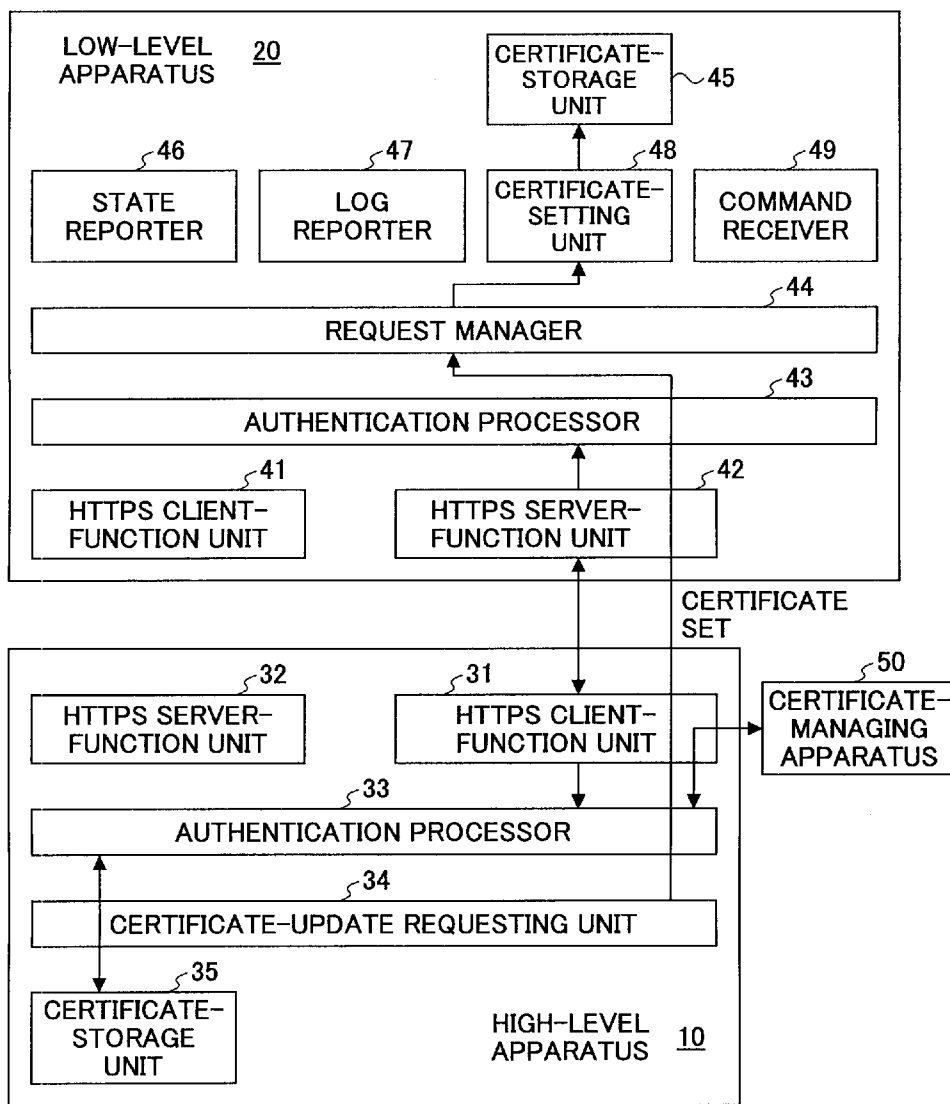 LOW-LEVEL
APPARATUS
20
CERTIFICATE-
STORAGE
UNIT
45
46
47
48
49
STATE
REPORTER
LOG
REPORTER
CERTIFICATE-
SETTING
UNIT
COMMAND
RECEIVER
44
REQUEST MANAGER
43
AUTHENTICATION PROCESSOR
41
42
HTTPS CLIENT-
FUNCTION UNIT
HTTPS SERVER-
FUNCTION UNIT
CERTIFICATE
SET
32
31
50
HTTPS SERVER-
FUNCTION UNIT
HTTPS CLIENT-
FUNCTION UNIT
CERTIFICATE-
MANAGING
APPARATUS
33
AUTHENTICATION PROCESSOR
34
CERTIFICATE-UPDATE REQUESTING UNIT
35
CERTIFICATE-
STORAGE
UNIT
HIGH-LEVEL
APPARATUS
10